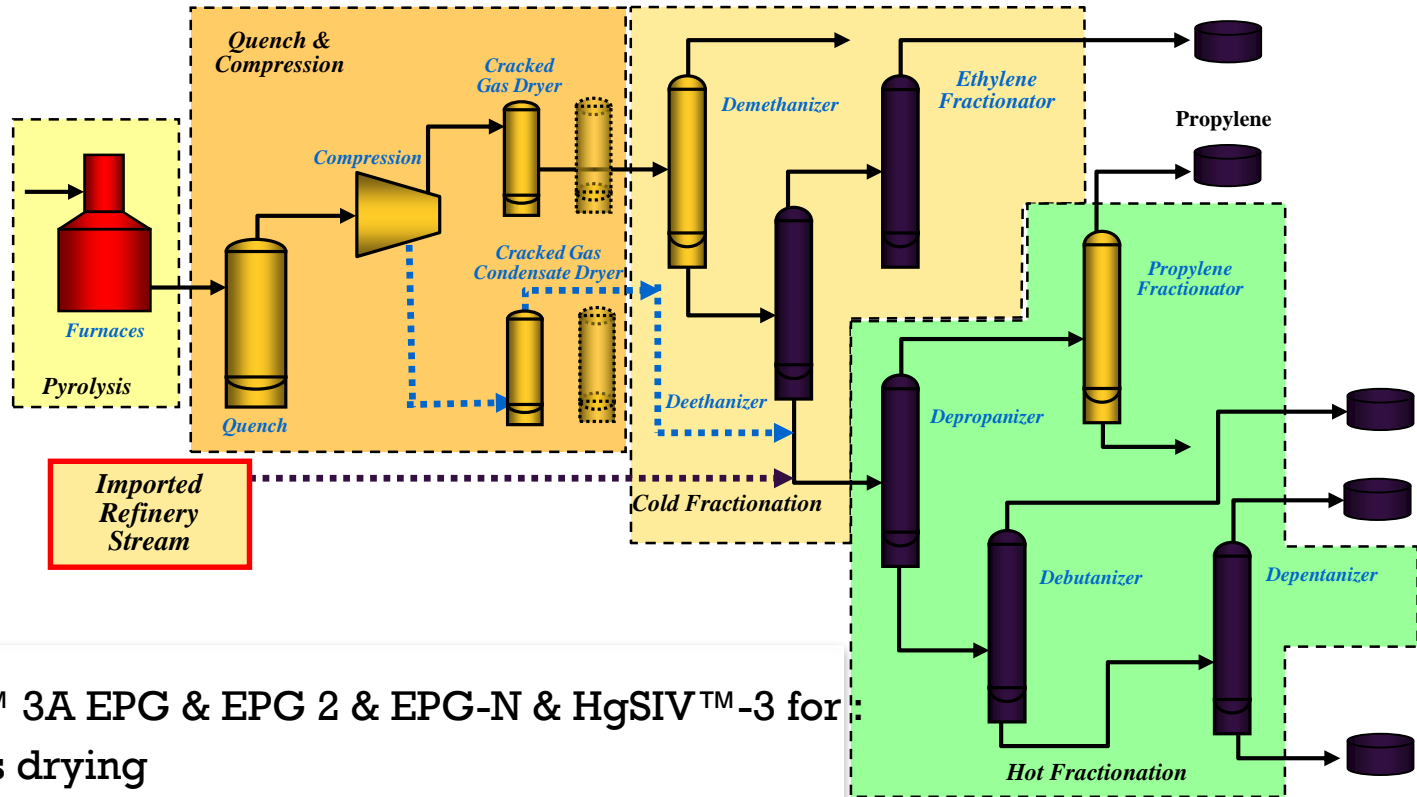 Quench &
Compression
Cracked
Gas Dryer
Compression
Demethanizer
Ethylene
Fractionator
Propylene
Cracked Gas
Condensate Dryer
Propylene
Fractionator
Furnaces
Pyrolysis
Quench
Deethanizer
Depropanizer
Imported
Refinery
Stream
Cold Fractionation
Debutanizer
Depentanizer
Hot Fractionation
™ 3A EPG & EPG 2 & EPG-N & HgSIV™-3 for :
s drying